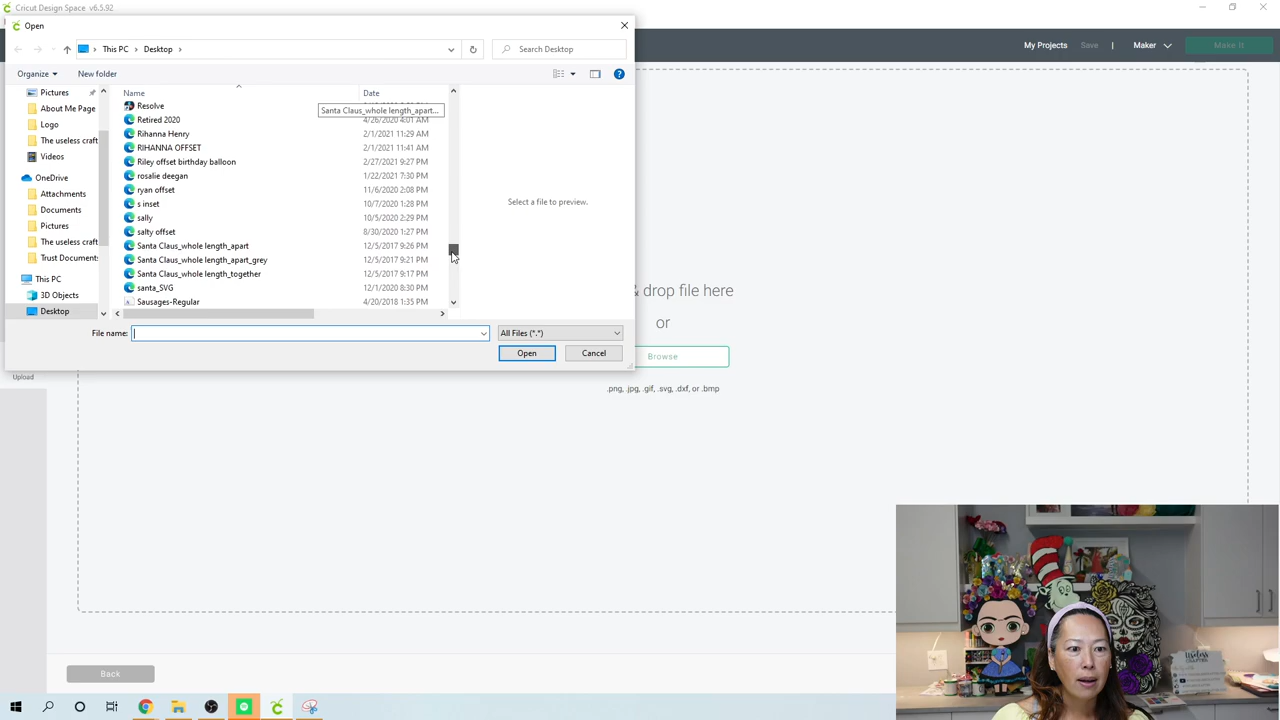 Cricut Design Space v6.5.92
Open
This PC
Desktop
Search Desktop
My Projects
Save
|
Maker
Make It
Organize
New folder
Pictures
About Me Page
Logo
The useless craft
Videos
OneDrive
Attachments
Documents
Pictures
The useless craft
Trust Documents
This PC
3D Objects
Desktop
Name
Date
Santa Claus_whole length_apart...
Resolve
Retired 2020 4/26/2020 4:01 AM
Rihanna Henry 2/1/2021 11:29 AM
RIHANNA OFFSET 2/1/2021 11:41 AM
Riley offset birthday balloon 2/27/2021 9:27 PM
rosalie deegan 1/22/2021 7:30 PM
ryan offset 11/6/2020 2:08 PM
s inset 10/7/2020 1:28 PM
sally 10/5/2020 2:29 PM
salty offset 8/30/2020 1:27 PM
Santa Claus_whole length_apart 12/5/2017 9:26 PM
Santa Claus_whole length_apart_grey 12/5/2017 9:21 PM
Santa Claus_whole length_together 12/5/2017 9:17 PM
santa_SVG 12/1/2020 8:30 PM
Sausages-Regular 4/20/2018 1:35 PM
Select a file to preview.
File name:
All Files (*.*)
Open
Cancel
& drop file here
or
Browse
.png, .jpg, .gif, .svg, .dxf, or .bmp
Upload
Back